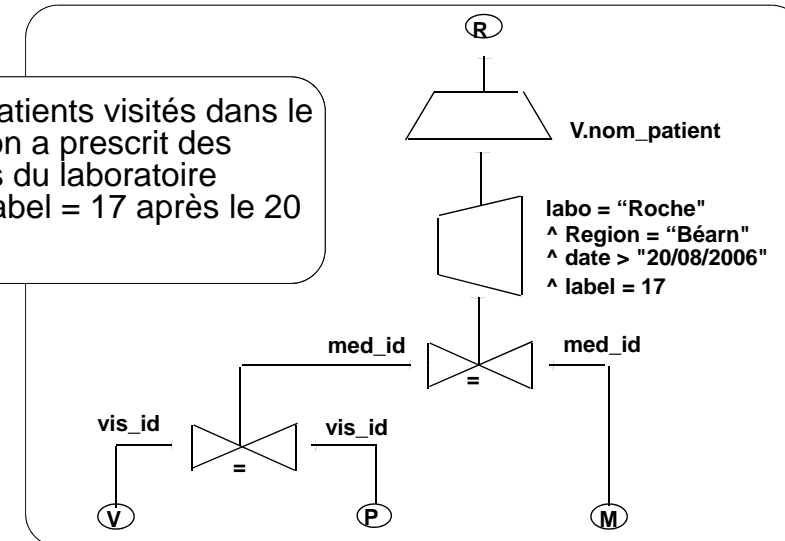 R
atients visités dans le
on a prescrit des
s du laboratoire
abel = 17 après le 20
V.nom_patient
labo = “Roche"
^ Region = “Béarn"
^ date > "20/08/2006"
^ label = 17
med_id
med_id
=
vis_id
vis_id
=
V
P
M